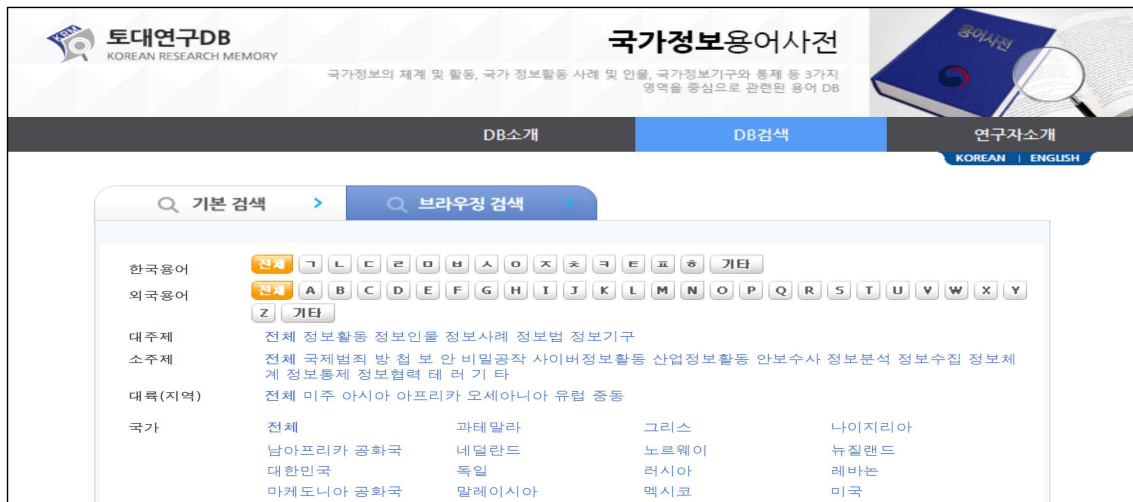 토대연구DB
KOREAN RESEARCH MEMORY
KRM
국가정보용어사전
국가정보의 체계 및 활동, 국가 정보활동 사례 및 인물, 국가정보기구와 통제 등 3가지
영역을 중심으로 관련된 용어 DB
용어사전
DB소개 DB검색 연구자소개
KOREAN | ENGLISH
기본 검색 브라우징 검색
한국용어 전체 ㄱ ㄴ ㄷ ㄹ ㅁ ㅂ ㅅ ㅇ ㅈ ㅊ ㅋ ㅌ ㅍ ㅎ 기타
외국용어 전체 A B C D E F G H I J K L M N O P Q R S T U V W X Y
Z 기타
대주제 전체 정보활동 정보인물 정보사례 정보법 정보기구
소주제 전체 국제범죄 방 첩 보 안 비밀공작 사이버정보활동 산업정보활동 안보수사 정보분석 정보수집 정보체
계 정보통제 정보협력 테 러 기 타
대륙(지역) 전체 미주 아시아 아프리카 오세아니아 유럽 중동
국가 전체 과테말라 그리스 나이지리아
남아프리카 공화국 네덜란드 노르웨이 뉴질랜드
대한민국 독일 러시아 레바논
마케도니아 공화국 말레이시아 멕시코 미국